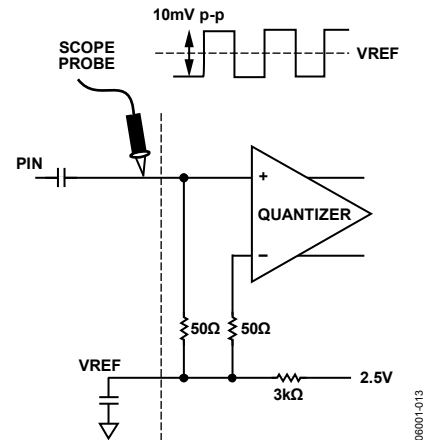 10mV p-p
VREF
SCOPE
PROBE
PIN
+
QUANTIZER
−
50Ω
50Ω
VREF
2.5V
3kΩ
06001-013